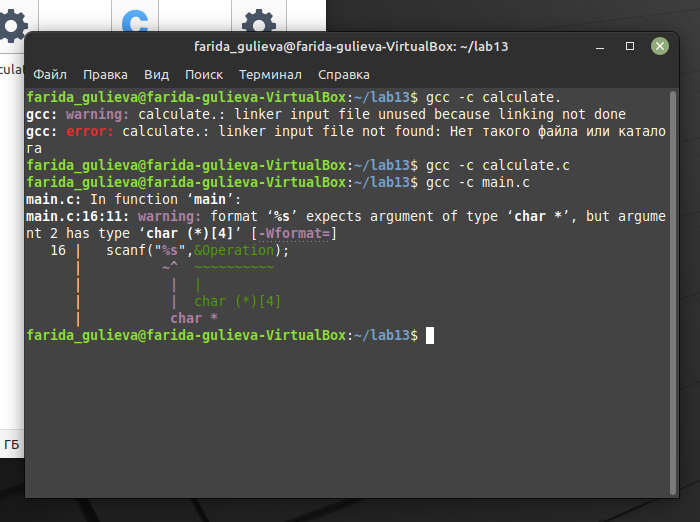 culat
ГБ
farida_gulieva@farida-gulieva-VirtualBox: ~/lab13
Файл Правка Вид Поиск Терминал Справка
farida_gulieva@farida-gulieva-VirtualBox:~/lab13$ gcc -c calculate.
gcc: warning: calculate.: linker input file unused because linking not done
gcc: error: calculate.: linker input file not found: Нет такого файла или катало
га
farida_gulieva@farida-gulieva-VirtualBox:~/lab13$ gcc -c calculate.c
farida_gulieva@farida-gulieva-VirtualBox:~/lab13$ gcc -c main.c
main.c: In function ‘main’:
main.c:16:11: warning: format ‘%s’ expects argument of type ‘char *’, but argume
nt 2 has type ‘char (*)[4]’ [-Wformat=]
   16 |   scanf("%s",&Operation);
      |          ~^  ~~~~~~~~~~
      |           |  |
      |           |  char (*)[4]
      |           char *
farida_gulieva@farida-gulieva-VirtualBox:~/lab13$